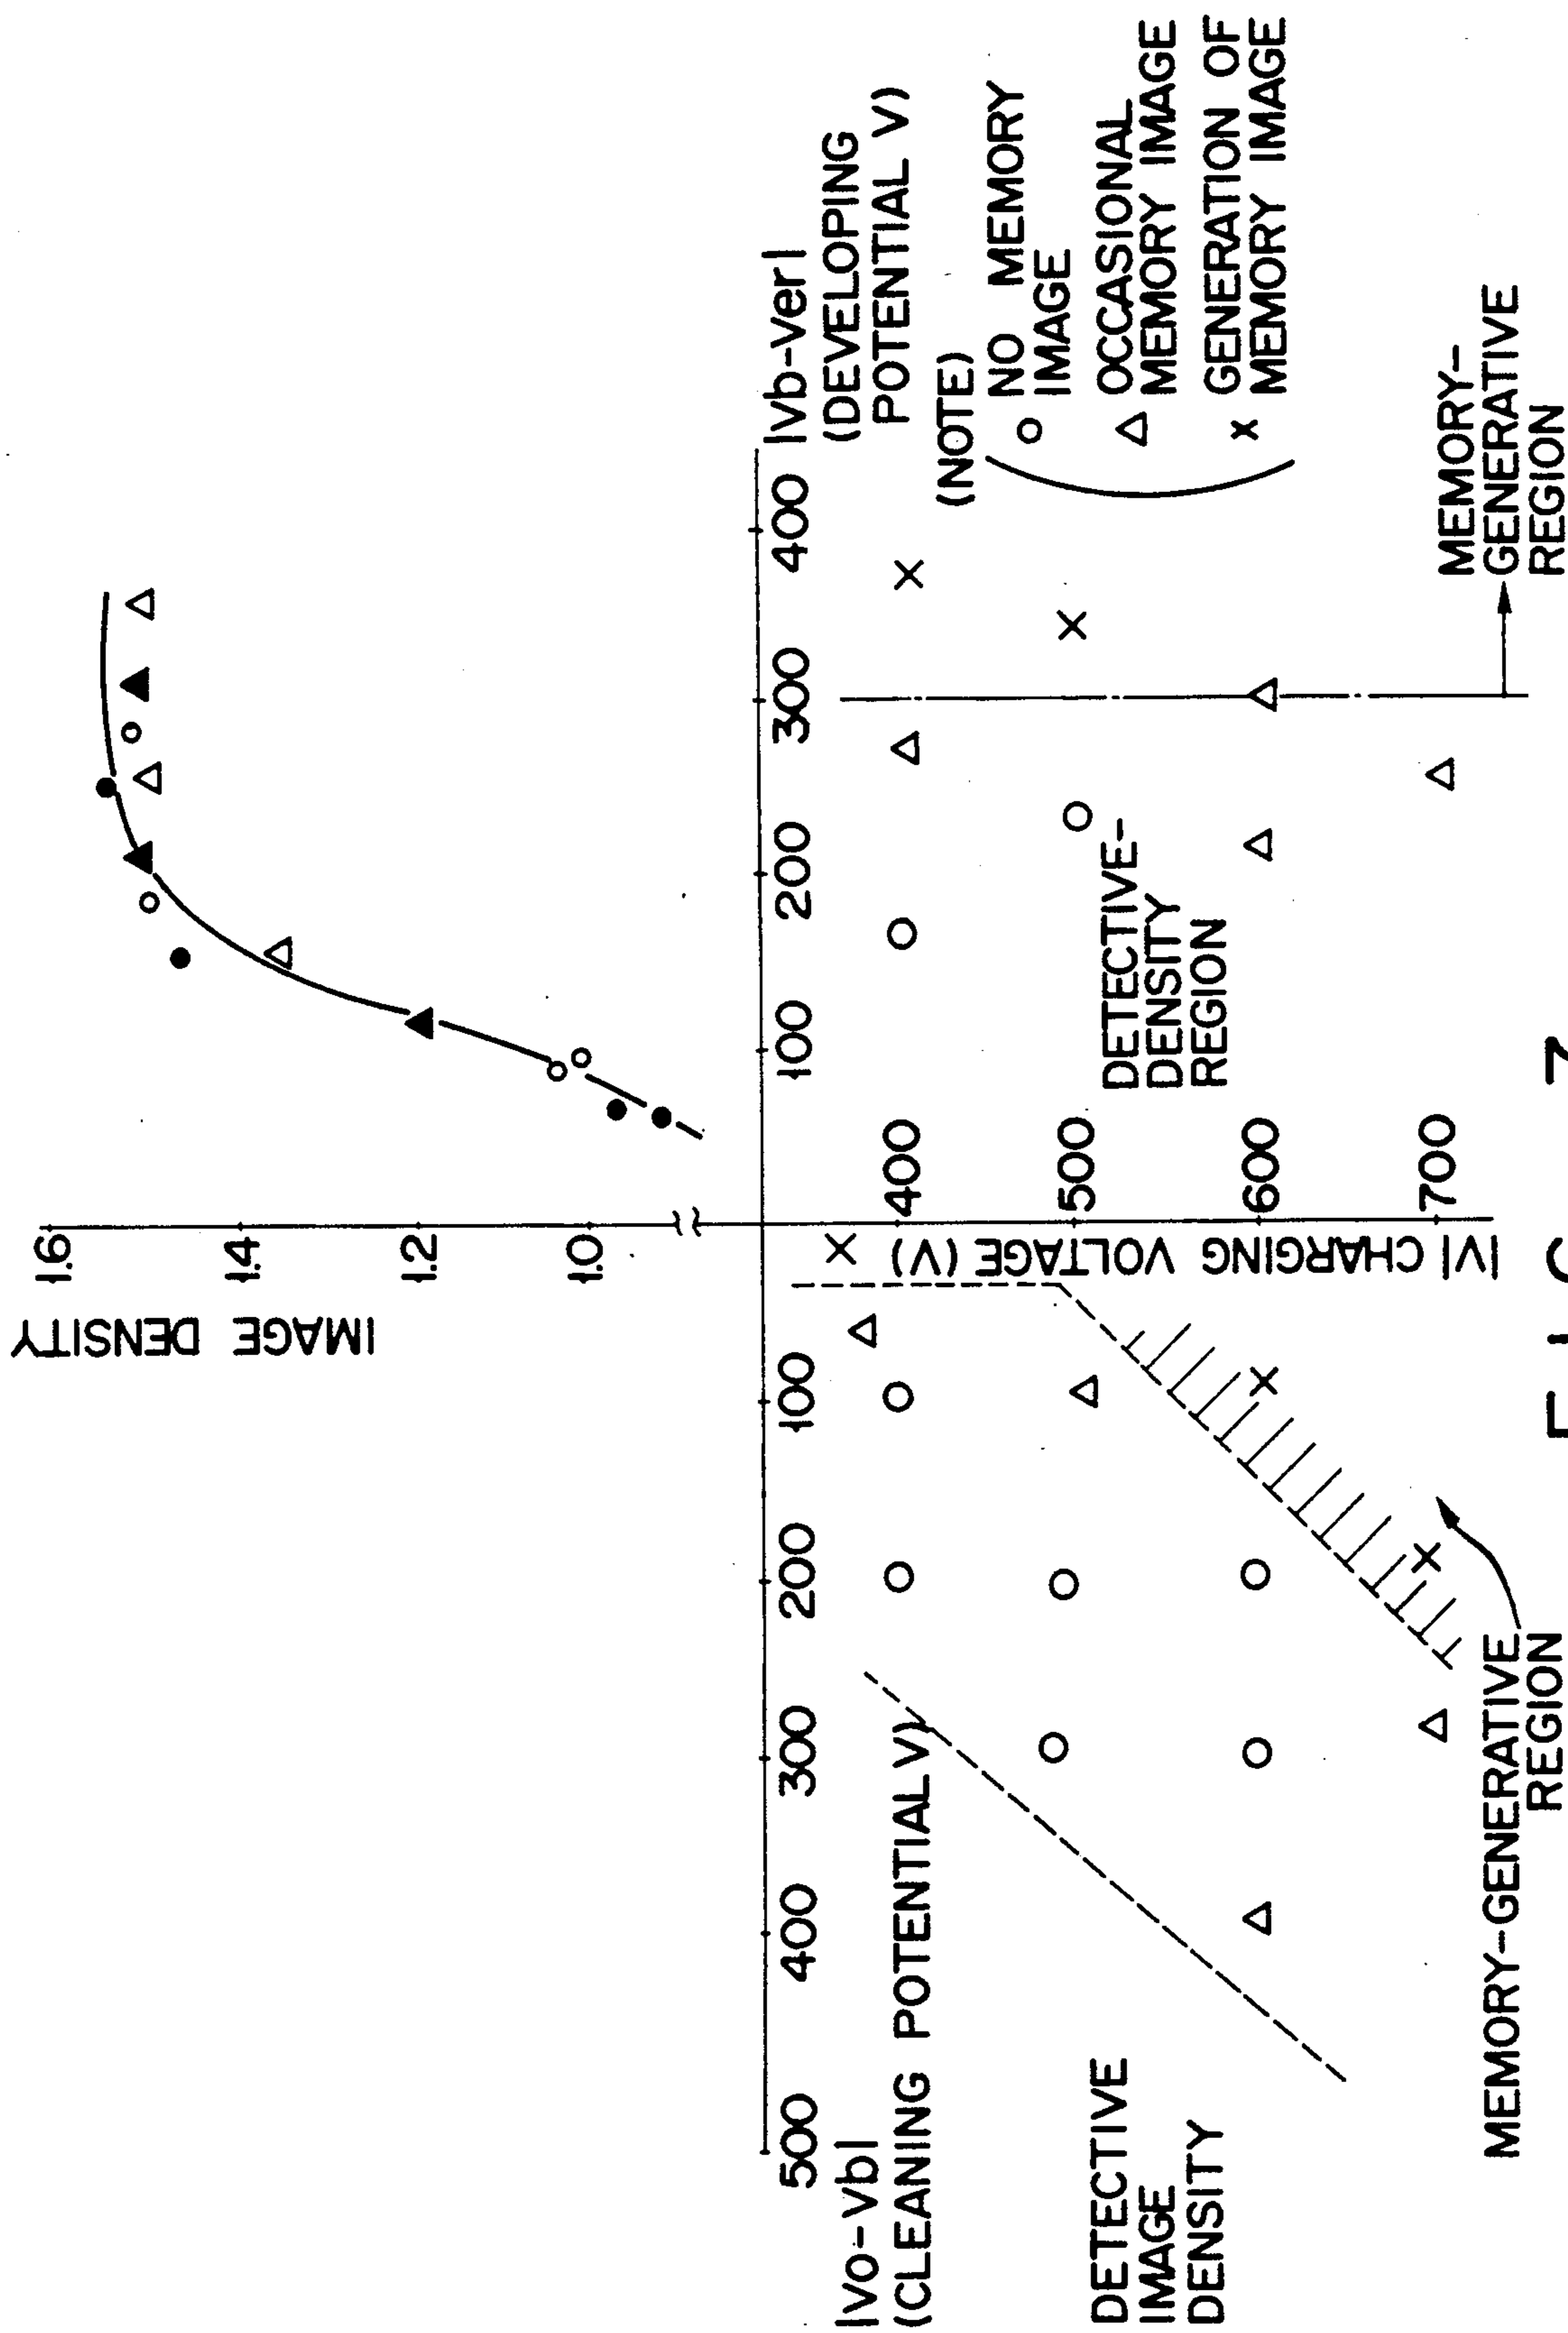 IMAGE DENSITY
1.6
1.4
1.2
1.0
500
400
300
200
100
100
200
300
400
|Vo-Vb|
(CLEANING POTENTIAL V)
|Vb-Ver|
(DEVELOPING
POTENTIAL V)
|V| CHARGING VOLTAGE (V)
400
500
600
700
DETECTIVE
IMAGE
DENSITY
DETECTIVE-
DENSITY
REGION
(NOTE)
○ NO MEMORY
IMAGE
△ OCCASIONAL
MEMORY IMAGE
× GENERATION OF
MEMORY IMAGE
MEMORY-GENERATIVE
REGION
MEMORY-
GENERATIVE
REGION